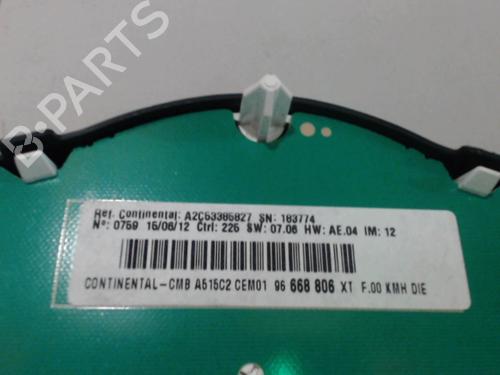 B-PARTS
Ref. Continental: A2C53385827 SN: 183774
Nº: 0759 15/06/12 Ctrl: 226 SW: 07.06 HW: AE.04 IM: 12
CONTINENTAL-CMB A515C2 CEM01 96 668 806 XT F.00 KMH DIE